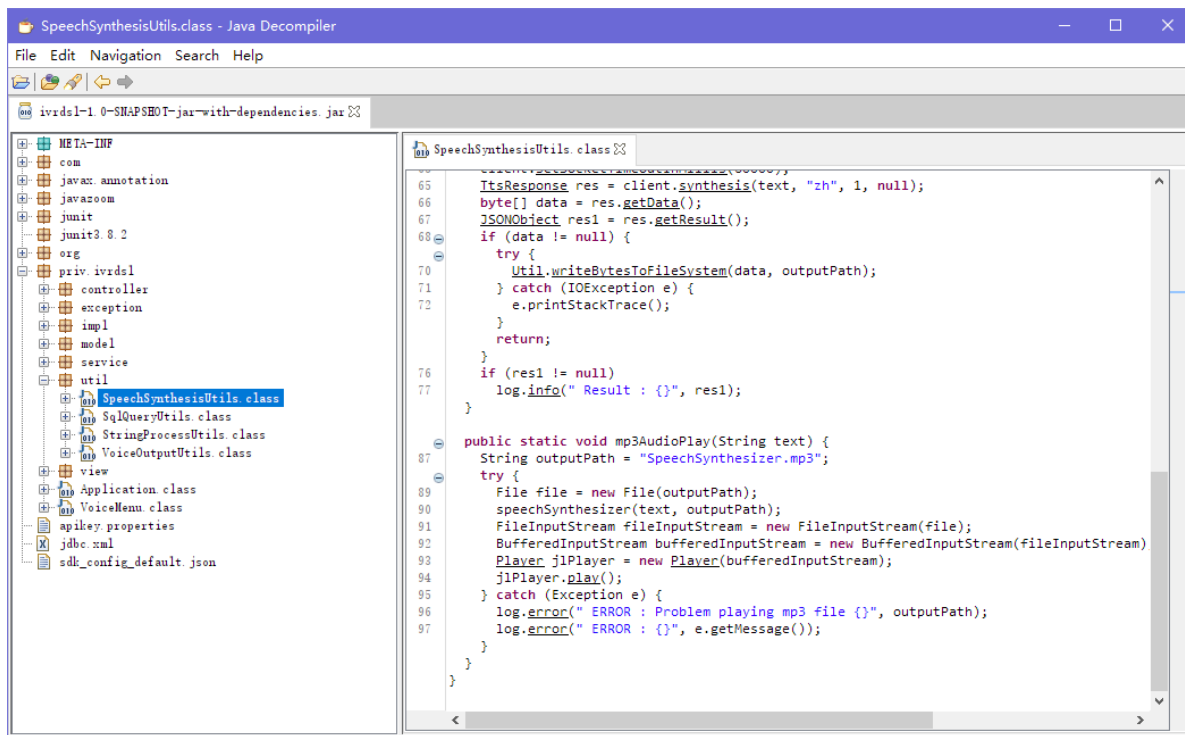 SpeechSynthesisUtils.class - Java Decompiler
File Edit Navigation Search Help
ivrdsl-1.0-SNAPSHOT-jar-with-dependencies.jar
META-INF
com
javax.annotation
javazoom
junit
junit3.8.2
org
priv.ivrdsl
controller
exception
impl
model
service
util
SpeechSynthesisUtils.class
SqlQueryUtils.class
StringProcessUtils.class
VoiceOutputUtils.class
view
Application.class
VoiceMenu.class
apikey.properties
jdbc.xml
sdk_config_default.json
SpeechSynthesisUtils.class
65 TtsResponse res = client.synthesis(text, "zh", 1, null);
66 byte[] data = res.getData();
67 JSONObject res1 = res.getResult();
68 if (data != null) {
try {
70 Util.writeBytesToFileSystem(data, outputPath);
71 } catch (IOException e) {
72 e.printStackTrace();
}
return;
}
76 if (res1 != null)
77 log.info(" Result : {}", res1);
}
public static void mp3AudioPlay(String text) {
87 String outputPath = "SpeechSynthesizer.mp3";
try {
89 File file = new File(outputPath);
90 speechSynthesizer(text, outputPath);
91 FileInputStream fileInputStream = new FileInputStream(file);
92 BufferedInputStream bufferedInputStream = new BufferedInputStream(fileInputStream)
93 Player jlPlayer = new Player(bufferedInputStream);
94 jlPlayer.play();
95 } catch (Exception e) {
96 log.error(" ERROR : Problem playing mp3 file {}", outputPath);
97 log.error(" ERROR : {}", e.getMessage());
}
}
}